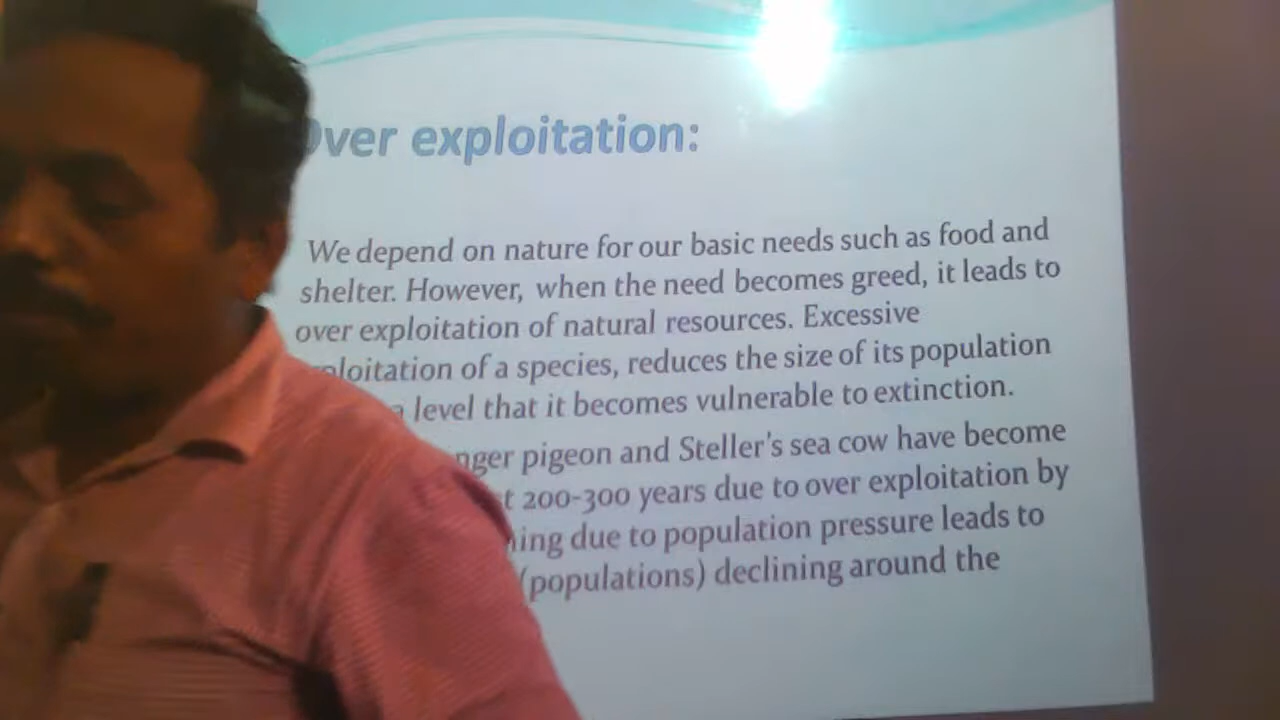 Over exploitation:
We depend on nature for our basic needs such as food and
shelter. However, when the need becomes greed, it leads to
over exploitation of natural resources. Excessive
ploitation of a species, reduces the size of its population
a level that it becomes vulnerable to extinction.
nger pigeon and Steller's sea cow have become
t 200-300 years due to over exploitation by
ing due to population pressure leads to
(populations) declining around the